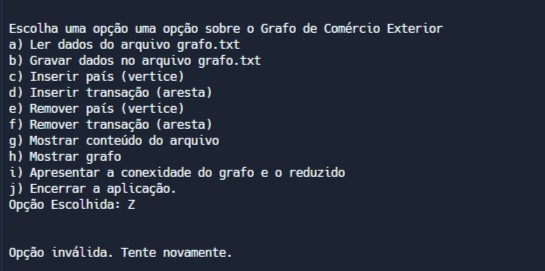 Escolha uma opção uma opção sobre o Grafo de Comércio Exterior
a) Ler dados do arquivo grafo.txt
b) Gravar dados no arquivo grafo.txt
c) Inserir país (vertice)
d) Inserir transação (aresta)
e) Remover país (vertice)
f) Remover transação (aresta)
g) Mostrar conteúdo do arquivo
h) Mostrar grafo
i) Apresentar a conexidade do grafo e o reduzido
j) Encerrar a aplicação.
Opção Escolhida: Z
Opção inválida. Tente novamente.